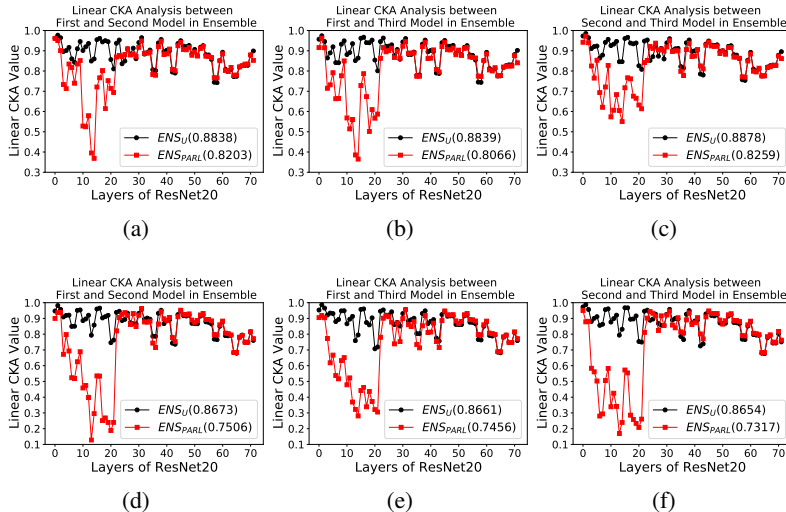 Linear CKA Analysis between
First and Second Model in Ensemble
Linear CKA Value
1.0
0.9
0.8
0.7
0.6
0.5
0.4
0.3
ENS_U(0.8838)
ENS_PARL(0.8203)
0 10 20 30 40 50 60 70
Layers of ResNet20
(a)
Linear CKA Analysis between
First and Third Model in Ensemble
Linear CKA Value
1.0
0.9
0.8
0.7
0.6
0.5
0.4
0.3
ENS_U(0.8839)
ENS_PARL(0.8066)
0 10 20 30 40 50 60 70
Layers of ResNet20
(b)
Linear CKA Analysis between
Second and Third Model in Ensemble
Linear CKA Value
1.0
0.9
0.8
0.7
0.6
0.5
0.4
0.3
ENS_U(0.8878)
ENS_PARL(0.8259)
0 10 20 30 40 50 60 70
Layers of ResNet20
(c)
Linear CKA Analysis between
First and Second Model in Ensemble
Linear CKA Value
1.0
0.9
0.8
0.7
0.6
0.5
0.4
0.3
0.2
0.1
ENS_U(0.8673)
ENS_PARL(0.7506)
0 10 20 30 40 50 60 70
Layers of ResNet20
(d)
Linear CKA Analysis between
First and Third Model in Ensemble
Linear CKA Value
1.0
0.9
0.8
0.7
0.6
0.5
0.4
0.3
0.2
0.1
ENS_U(0.8661)
ENS_PARL(0.7456)
0 10 20 30 40 50 60 70
Layers of ResNet20
(e)
Linear CKA Analysis between
Second and Third Model in Ensemble
Linear CKA Value
1.0
0.9
0.8
0.7
0.6
0.5
0.4
0.3
0.2
0.1
ENS_U(0.8654)
ENS_PARL(0.7317)
0 10 20 30 40 50 60 70
Layers of ResNet20
(f)